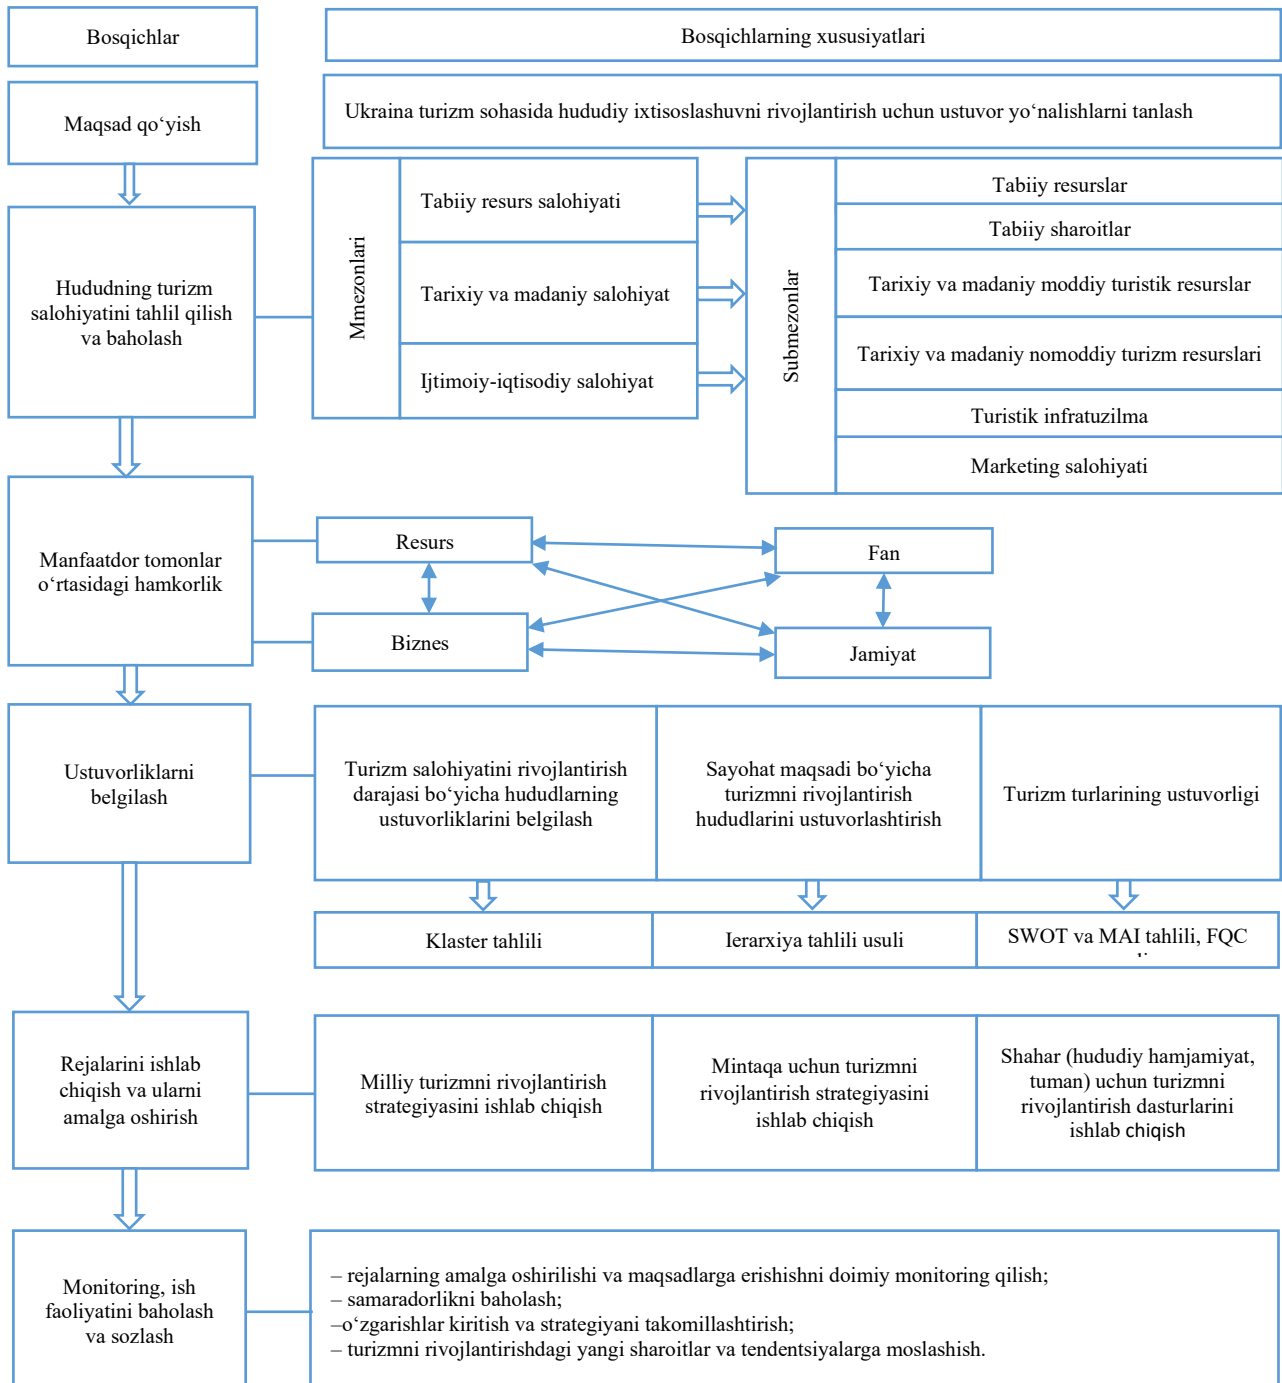 Bosqichlar
Bosqichlarning xususiyatlari
Maqsad qo‘yish
Ukraina turizm sohasida hududiy ixtisoslashuvni rivojlantirish uchun ustuvor yo‘nalishlarni tanlash
Hududning turizm
salohiyatini tahlil qilish
va baholash
Mmezonlari
Tabiiy resurs salohiyati
Tarixiy va madaniy salohiyat
Ijtimoiy-iqtisodiy salohiyat
Submezonlar
Tabiiy resurslar
Tabiiy sharoitlar
Tarixiy va madaniy moddiy turistik resurslar
Tarixiy va madaniy nomoddiy turizm resurslari
Turistik infratuzilma
Marketing salohiyati
Manfaatdor tomonlar
o‘rtasidagi hamkorlik
Resurs
Fan
Biznes
Jamiyat
Ustuvorliklarni
belgilash
Turizm salohiyatini rivojlantirish
darajasi bo‘yicha hududlarning
ustuvorliklarini belgilash
Sayohat maqsadi bo‘yicha
turizmni rivojlantirish
hududlarini ustuvorlashtirish
Turizm turlarining ustuvorligi
Klaster tahlili
Ierarxiya tahlili usuli
SWOT va MAI tahlili, FQC
Rejalarini ishlab
chiqish va ularni
amalga oshirish
Milliy turizmni rivojlantirish
strategiyasini ishlab chiqish
Mintaqa uchun turizmni
rivojlantirish strategiyasini
ishlab chiqish
Shahar (hududiy hamjamiyat,
tuman) uchun turizmni
rivojlantirish dasturlarini
ishlab chiqish
Monitoring, ish
faoliyatini baholash
va sozlash
– rejalarning amalga oshirilishi va maqsadlarga erishishni doimiy monitoring qilish;
– samaradorlikni baholash;
–o‘zgarishlar kiritish va strategiyani takomillashtirish;
– turizmni rivojlantirishdagi yangi sharoitlar va tendentsiyalarga moslashish.